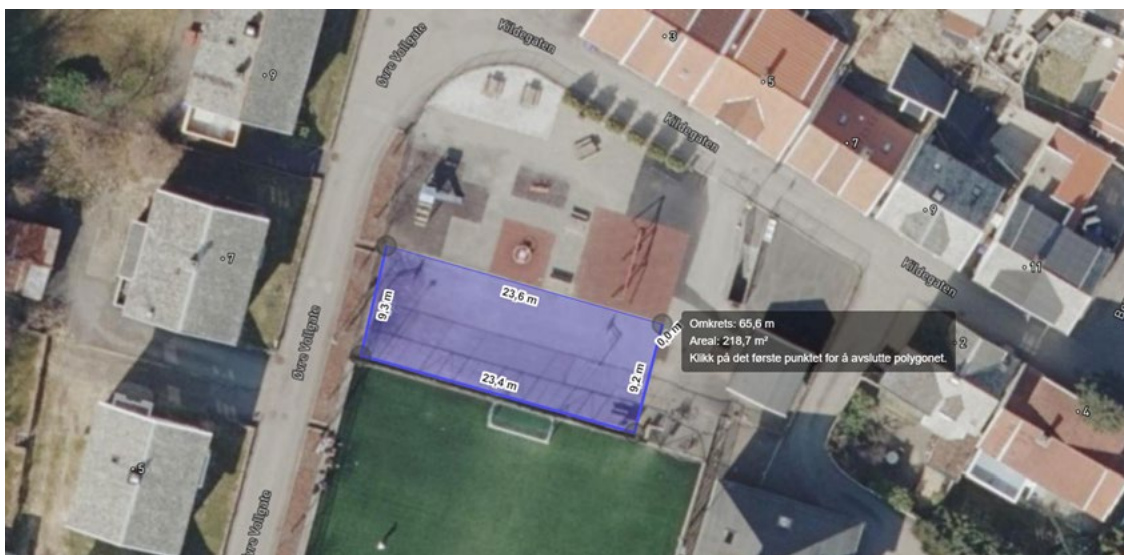 Kildegaten
3
Øvre Vollgate
9
5
Kildegaten
7
9
7
11
Kildegaten
23,6 m
9,3 m
0,0 m
Omkrets: 65,6 m
Areal: 218,7 m²
Klikk på det første punktet for å avslutte polygonet.
2
Øvre Vollgate
23,4 m
9,2 m
4
5
Øvre Vollgate